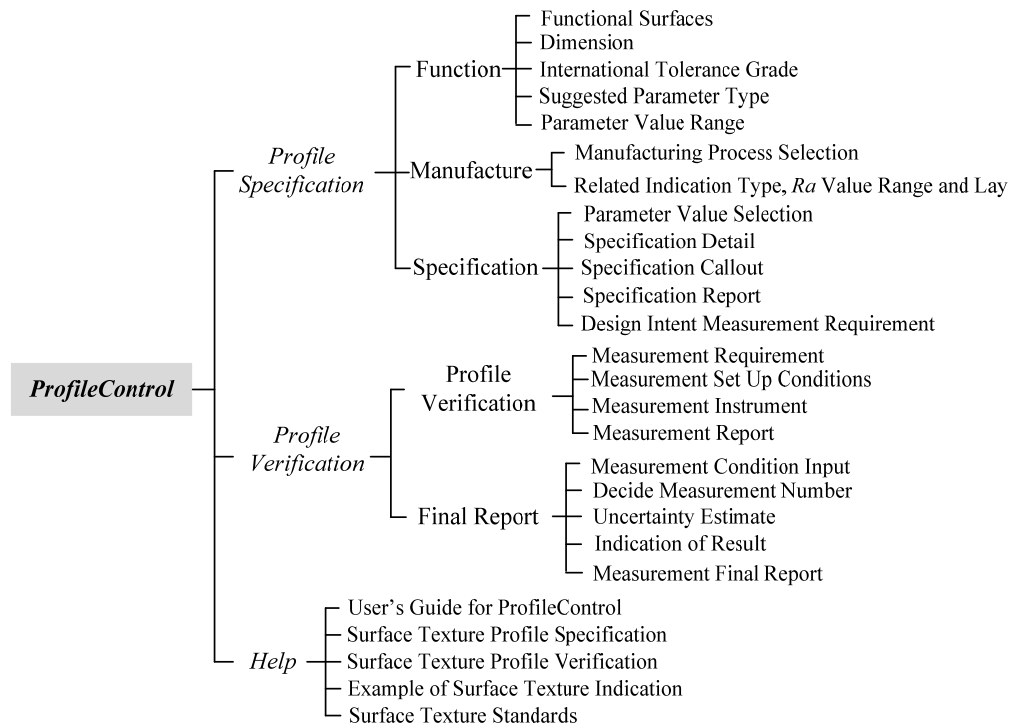 ProfileControl
Profile
Specification
Function
Functional Surfaces
Dimension
International Tolerance Grade
Suggested Parameter Type
Parameter Value Range
Manufacture
Manufacturing Process Selection
Related Indication Type, Ra Value Range and Lay
Specification
Parameter Value Selection
Specification Detail
Specification Callout
Specification Report
Design Intent Measurement Requirement
Profile
Verification
Profile
Verification
Measurement Requirement
Measurement Set Up Conditions
Measurement Instrument
Measurement Report
Final Report
Measurement Condition Input
Decide Measurement Number
Uncertainty Estimate
Indication of Result
Measurement Final Report
Help
User's Guide for ProfileControl
Surface Texture Profile Specification
Surface Texture Profile Verification
Example of Surface Texture Indication
Surface Texture Standards